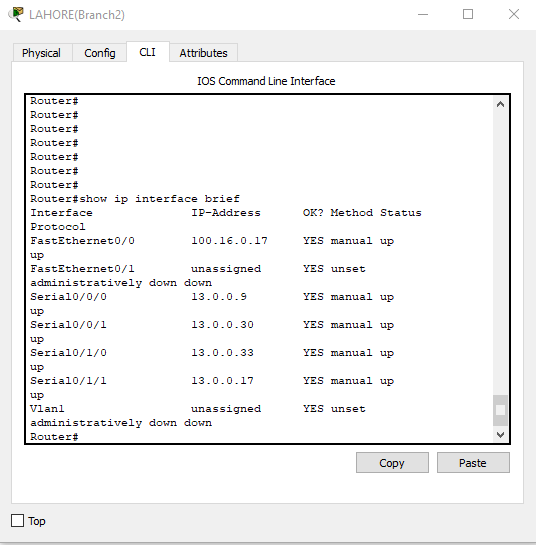 LAHORE(Branch2)
Physical Config CLI Attributes
IOS Command Line Interface
Router#
Router#
Router#
Router#
Router#
Router#
Router#
Router#show ip interface brief
Interface IP-Address OK? Method Status
Protocol
FastEthernet0/0 100.16.0.17 YES manual up
up
FastEthernet0/1 unassigned YES unset
administratively down down
Serial0/0/0 13.0.0.9 YES manual up
up
Serial0/0/1 13.0.0.30 YES manual up
up
Serial0/1/0 13.0.0.33 YES manual up
up
Serial0/1/1 13.0.0.17 YES manual up
up
Vlan1 unassigned YES unset
administratively down down
Router#
Copy Paste
Top